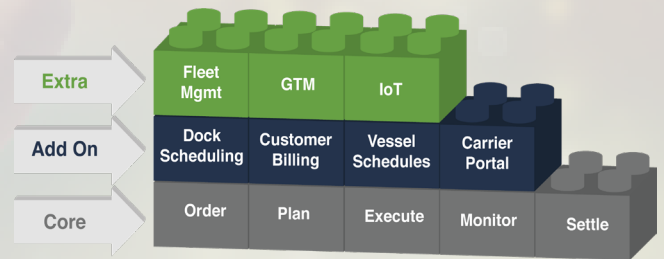 Extra
Fleet
Mgmt
GTM
IoT
Add On
Dock
Scheduling
Customer
Billing
Vessel
Schedules
Carrier
Portal
Core
Order
Plan
Execute
Monitor
Settle